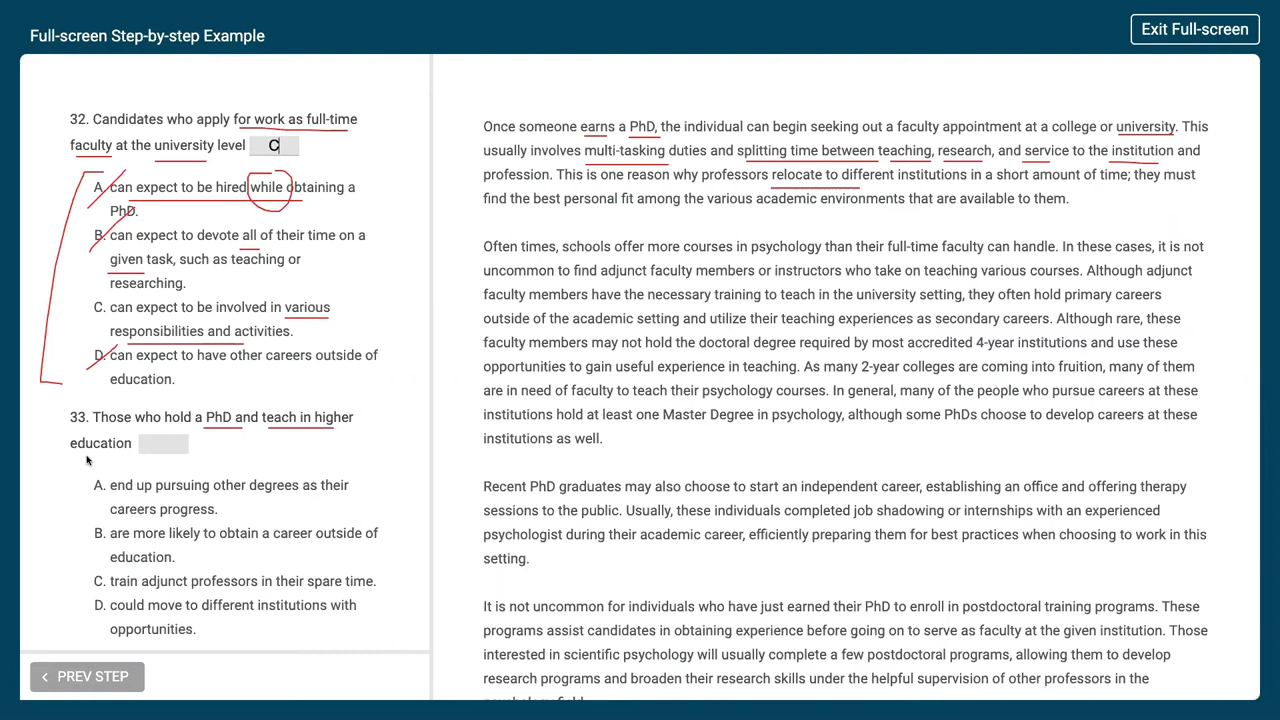 Full-screen Step-by-step Example
Exit Full-screen
32. Candidates who apply for work as full-time
faculty at the university level C
A. can expect to be hired while obtaining a
PhD.
B. can expect to devote all of their time on a
given task, such as teaching or
researching.
C. can expect to be involved in various
responsibilities and activities.
D. can expect to have other careers outside of
education.
33. Those who hold a PhD and teach in higher
education
A. end up pursuing other degrees as their
careers progress.
B. are more likely to obtain a career outside of
education.
C. train adjunct professors in their spare time.
D. could move to different institutions with
opportunities.
PREV STEP
Once someone earns a PhD, the individual can begin seeking out a faculty appointment at a college or university. This
usually involves multi-tasking duties and splitting time between teaching, research, and service to the institution and
profession. This is one reason why professors relocate to different institutions in a short amount of time; they must
find the best personal fit among the various academic environments that are available to them.
Often times, schools offer more courses in psychology than their full-time faculty can handle. In these cases, it is not
uncommon to find adjunct faculty members or instructors who take on teaching various courses. Although adjunct
faculty members have the necessary training to teach in the university setting, they often hold primary careers
outside of the academic setting and utilize their teaching experiences as secondary careers. Although rare, these
faculty members may not hold the doctoral degree required by most accredited 4-year institutions and use these
opportunities to gain useful experience in teaching. As many 2-year colleges are coming into fruition, many of them
are in need of faculty to teach their psychology courses. In general, many of the people who pursue careers at these
institutions hold at least one Master Degree in psychology, although some PhDs choose to develop careers at these
institutions as well.
Recent PhD graduates may also choose to start an independent career, establishing an office and offering therapy
sessions to the public. Usually, these individuals completed job shadowing or internships with an experienced
psychologist during their academic career, efficiently preparing them for best practices when choosing to work in this
setting.
It is not uncommon for individuals who have just earned their PhD to enroll in postdoctoral training programs. These
programs assist candidates in obtaining experience before going on to serve as faculty at the given institution. Those
interested in scientific psychology will usually complete a few postdoctoral programs, allowing them to develop
research programs and broaden their research skills under the helpful supervision of other professors in the